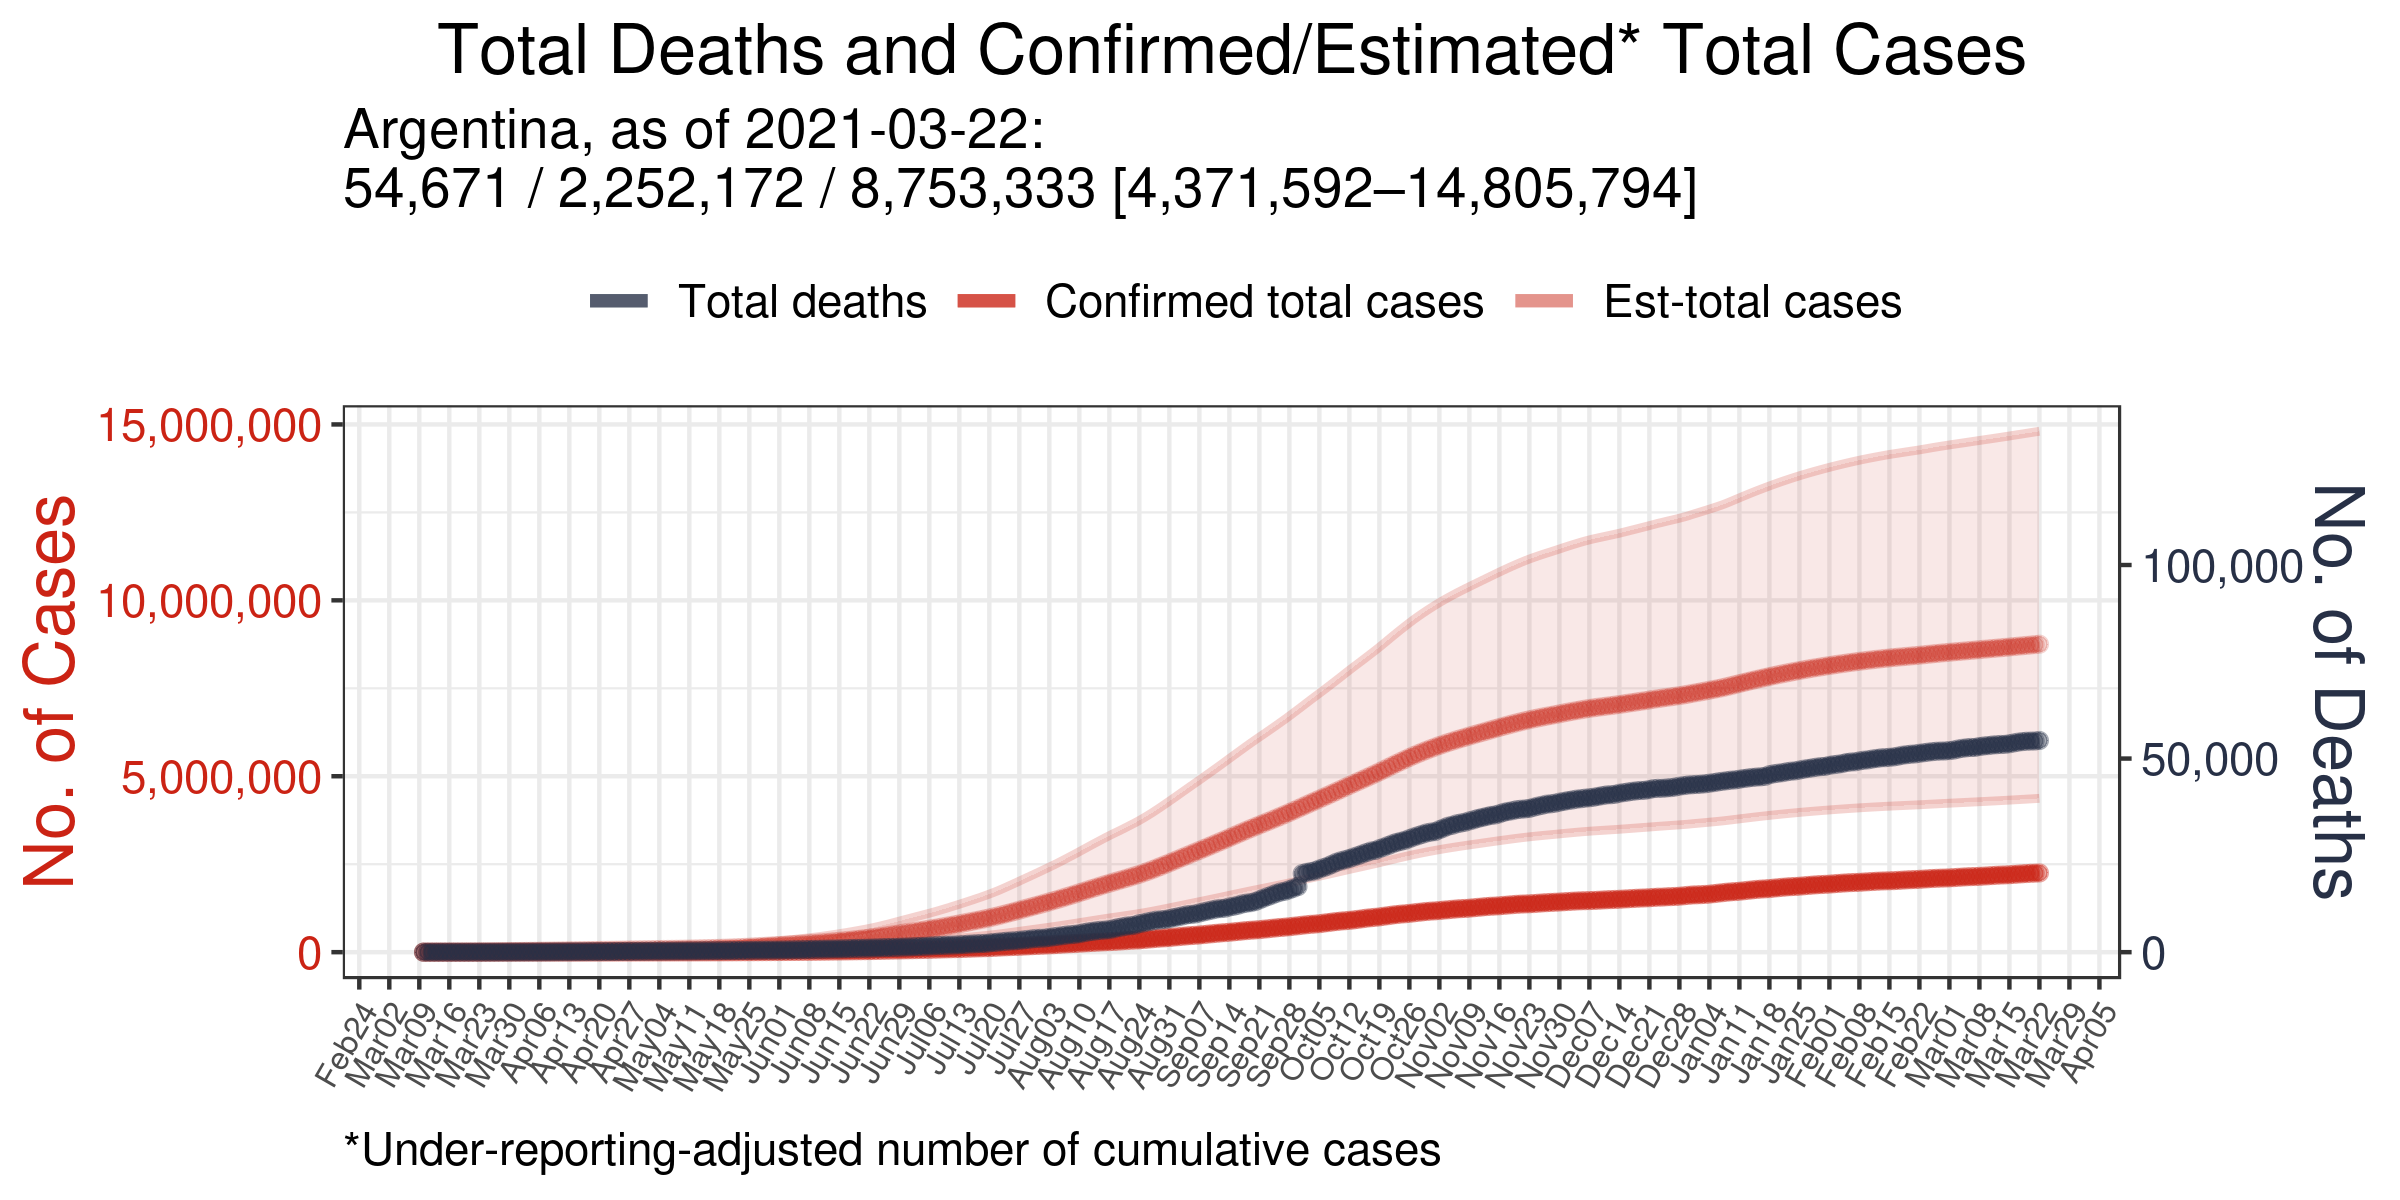 Total Deaths and Confirmed/Estimated* Total Cases
Argentina, as of 2021-03-22:
54,671 / 2,252,172 / 8,753,333 [4,371,592–14,805,794]
Total deaths
Confirmed total cases
Est-total cases
No. of Cases
15,000,000
10,000,000
5,000,000
0
No. of Deaths
100,000
50,000
0
Feb24
Mar02
Mar09
Mar16
Mar23
Mar30
Apr06
Apr13
Apr20
Apr27
May04
May11
May18
May25
Jun01
Jun08
Jun15
Jun22
Jun29
Jul06
Jul13
Jul20
Jul27
Aug03
Aug10
Aug17
Aug24
Aug31
Sep07
Sep14
Sep21
Sep28
Oct05
Oct12
Oct19
Oct26
Nov02
Nov09
Nov16
Nov23
Nov30
Dec07
Dec14
Dec21
Dec28
Jan04
Jan11
Jan18
Jan25
Feb01
Feb08
Feb15
Feb22
Mar01
Mar08
Mar15
Mar22
Mar29
Apr05
*Under-reporting-adjusted number of cumulative cases